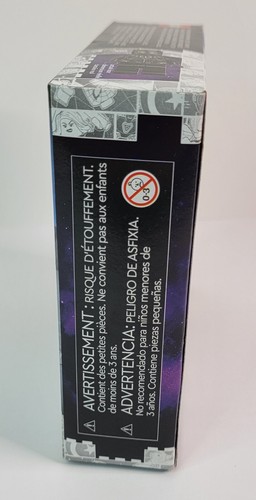 AVERTISSEMENT : RISQUE D'ÉTOUFFEMENT.
Contient des petites pièces. Ne convient pas aux enfants
de moins de 3 ans.
ADVERTENCIA: PELIGRO DE ASFIXIA.
No recomendado para niños menores de
3 años. Contiene piezas pequeñas.
0-3